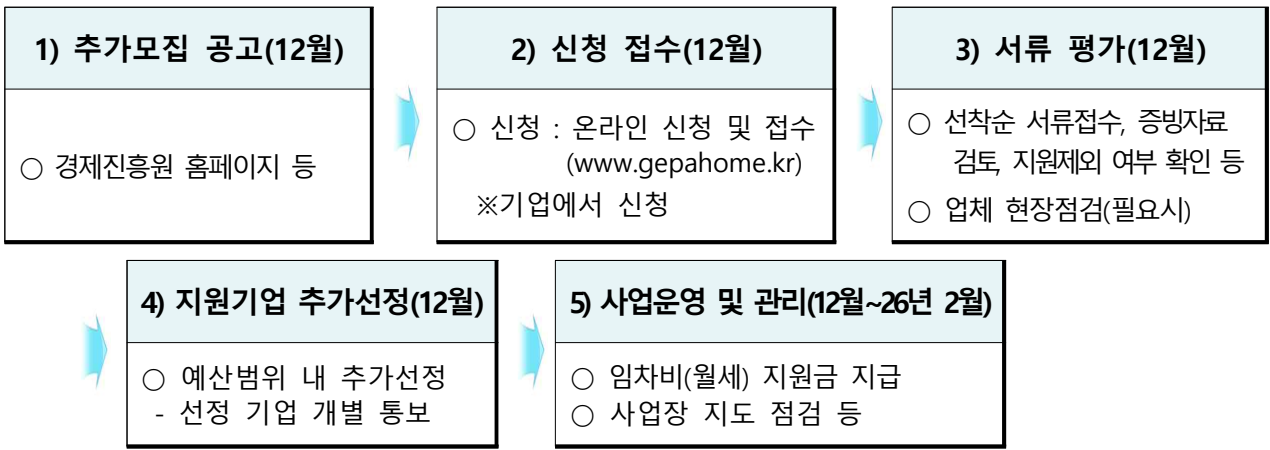 1) 추가모집 공고(12월)
○ 경제진흥원 홈페이지 등
2) 신청 접수(12월)
○ 신청 : 온라인 신청 및 접수
(www.gepahome.kr)
※기업에서 신청
3) 서류 평가(12월)
○ 선착순 서류접수, 증빙자료
검토, 지원제외 여부 확인 등
○ 업체 현장점검(필요시)
4) 지원기업 추가선정(12월)
○ 예산범위 내 추가선정
- 선정 기업 개별 통보
5) 사업운영 및 관리(12월~26년 2월)
○ 임차비(월세) 지원금 지급
○ 사업장 지도 점검 등